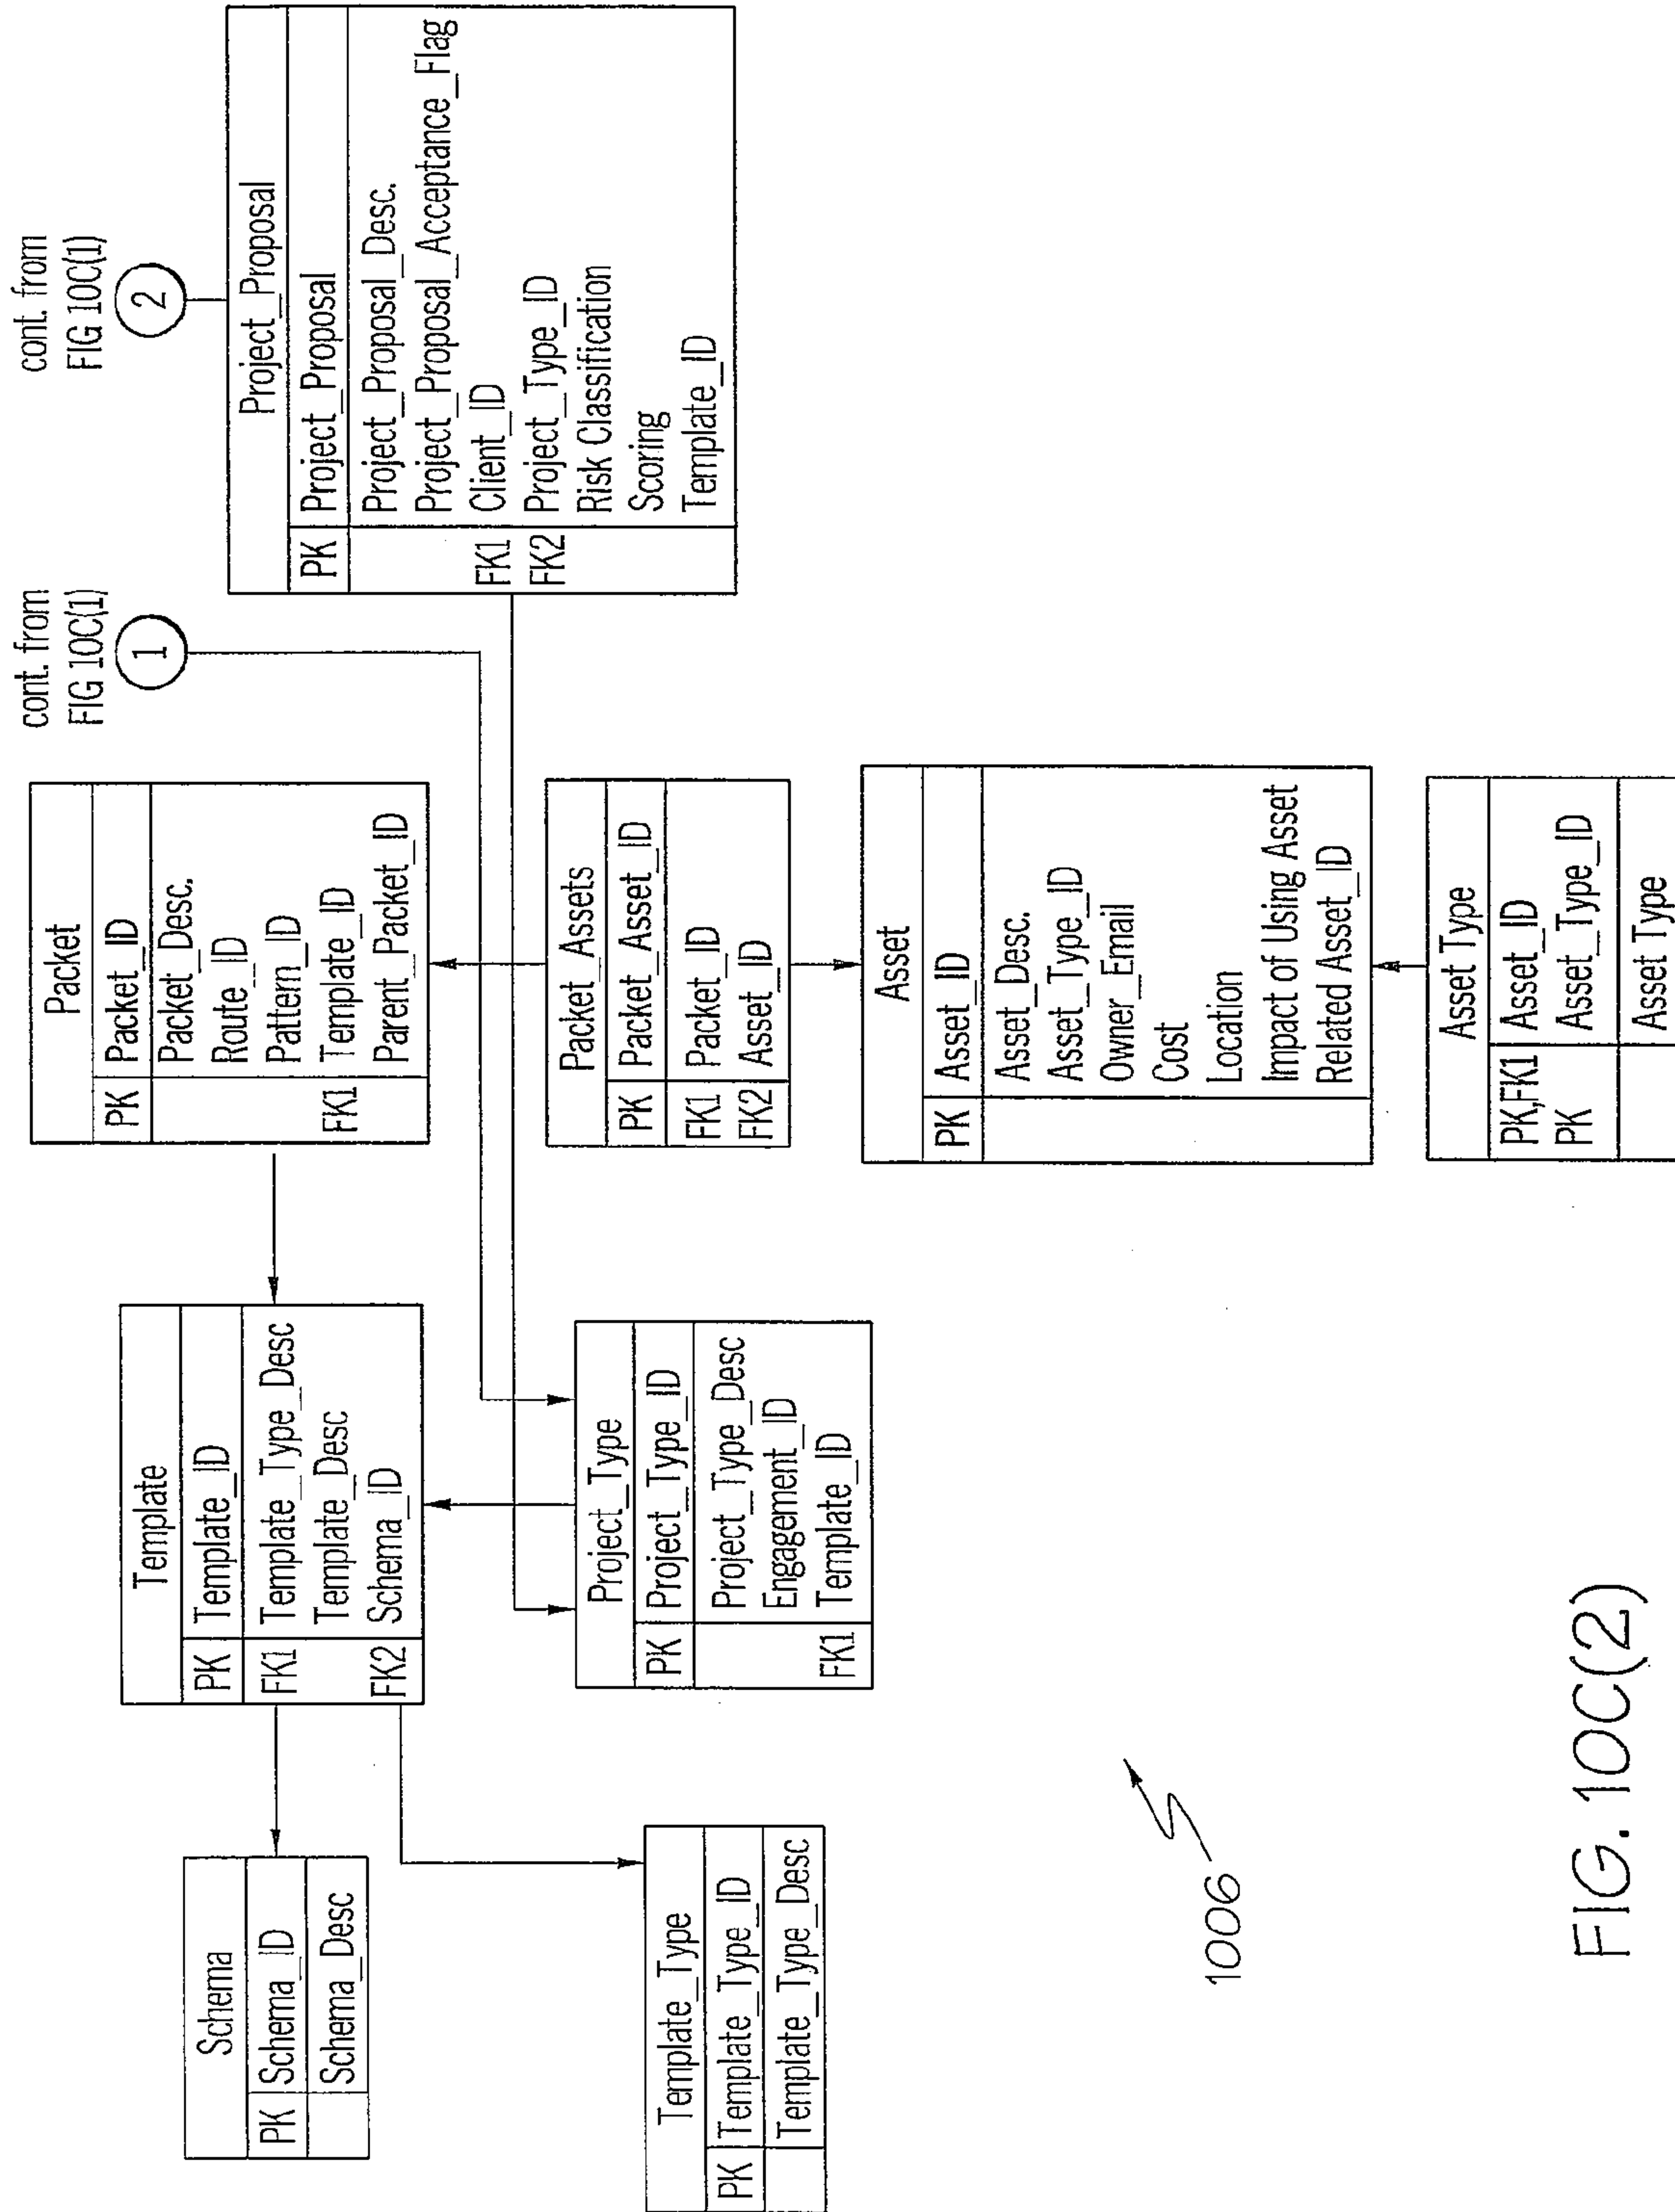 cont. from
FIG 10C(1)
2
Project_Proposal
PK Project_Proposal
Project_Proposal_Desc.
Project_Proposal_Acceptance_Flag
FK1 Client_ID
FK2 Project_Type_ID
Risk Classification
Scoring
Template_ID
cont. from
FIG 10C(1)
1
Packet
PK Packet_ID
Packet_Desc.
Route_ID
Pattern_ID
FK1 Template_ID
Parent_Packet_ID
Packet_Assets
PK Packet_Asset_ID
FK1 Packet_ID
FK2 Asset_ID
Asset
PK Asset_ID
Asset_Desc.
Asset_Type_ID
Owner_Email
Cost
Location
Impact of Using Asset
Related Asset_ID
Asset Type
PK,FK1 Asset_ID
PK Asset_Type_ID
Asset Type
Template
PK Template_ID
FK1 Template_Type_Desc
Template_Desc
FK2 Schema_ID
Project_Type
PK Project_Type_ID
Project_Type_Desc
Engagement_ID
FK1 Template_ID
Schema
PK Schema_ID
Schema_Desc
Template_Type
PK Template_Type_ID
Template_Type_Desc
1006
FIG. 10C(2)